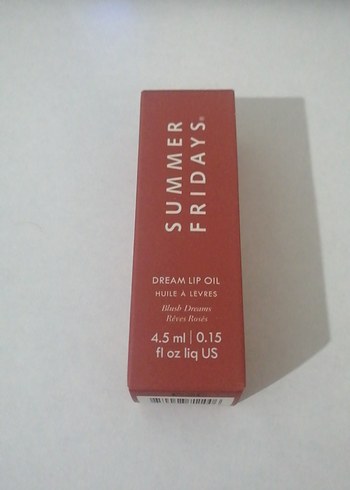 SUMMER
FRIDAYS®
DREAM LIP OIL
HUILE À LÈVRES
Blush Dreams
Rêves Rosés
4.5 ml | 0.15
fl oz liq US